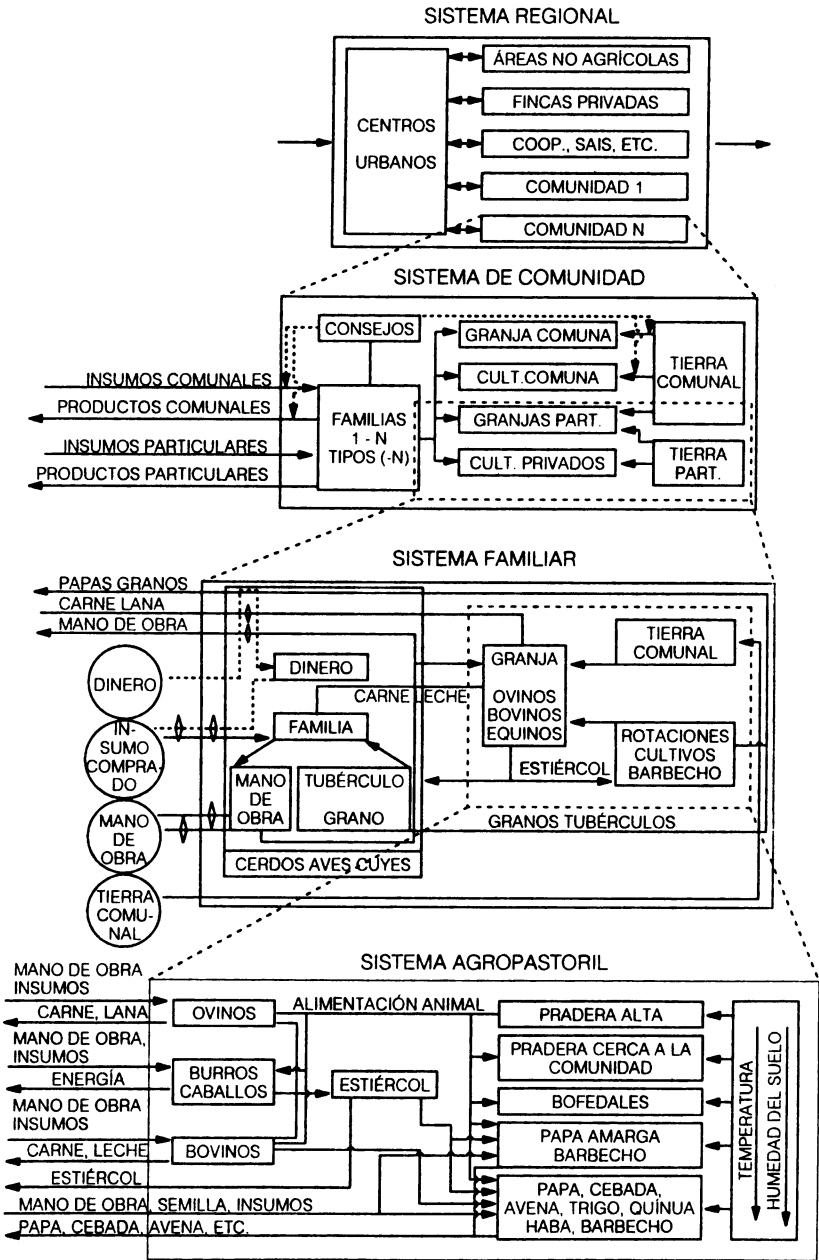 SISTEMA REGIONAL
CENTROS
URBANOS
ÁREAS NO AGRÍCOLAS
FINCAS PRIVADAS
COOP., SAIS, ETC.
COMUNIDAD 1
COMUNIDAD N
SISTEMA DE COMUNIDAD
INSUMOS COMUNALES
PRODUCTOS COMUNALES
INSUMOS PARTICULARES
PRODUCTOS PARTICULARES
CONSEJOS
FAMILIAS
1 - N
TIPOS (-N)
GRANJA COMUNA
CULT.COMUNA
GRANJAS PART.
CULT. PRIVADOS
TIERRA
COMUNAL
TIERRA
PART.
SISTEMA FAMILIAR
PAPAS GRANOS
CARNE LANA
MANO DE OBRA
DINERO
IN-
SUMO
COMPRA-
DO
MANO
DE
OBRA
TIERRA
COMU-
NAL
DINERO
FAMILIA
MANO
DE
OBRA
TUBÉRCULO
GRANO
CERDOS AVES CÚYES
CARNE LECHE
GRANJA
OVINOS
BOVINOS
EQUINOS
ESTIÉRCOL
TIERRA
COMUNAL
ROTACIONES
CULTIVOS
BARBECHO
GRANOS TUBÉRCULOS
SISTEMA AGROPASTORIL
MANO DE OBRA
INSUMOS
CARNE, LANA
MANO DE OBRA,
INSUMOS
ENERGÍA
MANO DE OBRA
INSUMOS
CARNE, LECHE
ESTIÉRCOL
MANO DE OBRA, SEMILLA, INSUMOS
PAPA, CEBADA, AVENA, ETC.
OVINOS
BURROS
CABALLOS
BOVINOS
ALIMENTACIÓN ANIMAL
ESTIÉRCOL
PRADERA ALTA
PRADERA CERCA A LA
COMUNIDAD
BOFEDALES
PAPA AMARGA
BARBECHO
PAPA, CEBADA,
AVENA, TRIGO, QUÍNUA
HABA, BARBECHO
TEMPERATURA
HUMEDAD DEL SUELO